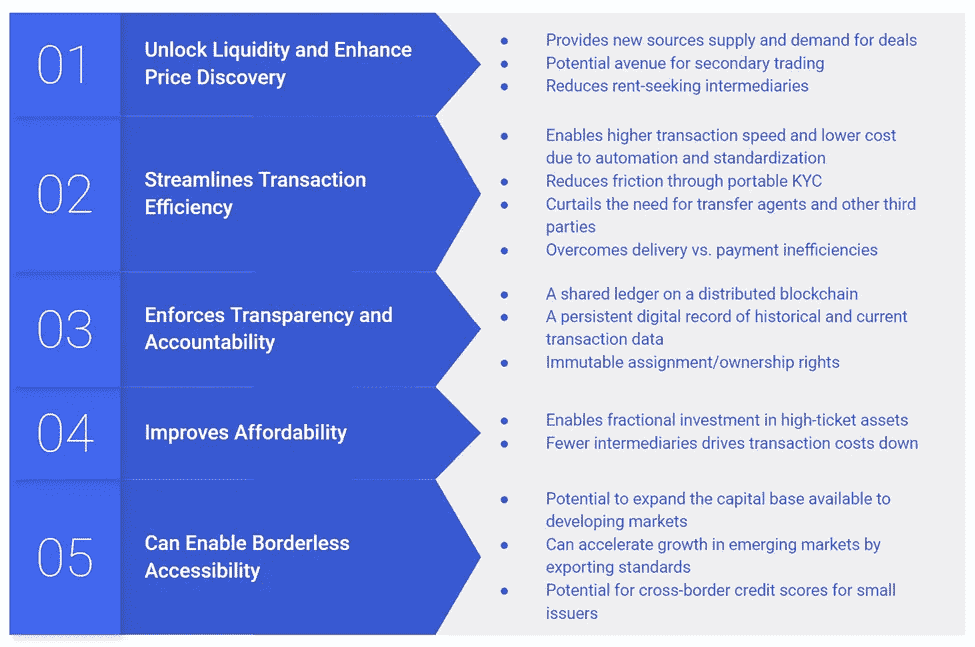 01
Unlock Liquidity and Enhance
Price Discovery
● Provides new sources supply and demand for deals
● Potential avenue for secondary trading
● Reduces rent-seeking intermediaries
02
Streamlines Transaction
Efficiency
● Enables higher transaction speed and lower cost
due to automation and standardization
● Reduces friction through portable KYC
● Curtails the need for transfer agents and other third
parties
● Overcomes delivery vs. payment inefficiencies
03
Enforces Transparency and
Accountability
● A shared ledger on a distributed blockchain
● A persistent digital record of historical and current
transaction data
● Immutable assignment/ownership rights
04
Improves Affordability
● Enables fractional investment in high-ticket assets
● Fewer intermediaries drives transaction costs down
05
Can Enable Borderless
Accessibility
● Potential to expand the capital base available to
developing markets
● Can accelerate growth in emerging markets by
exporting standards
● Potential for cross-border credit scores for small
issuers